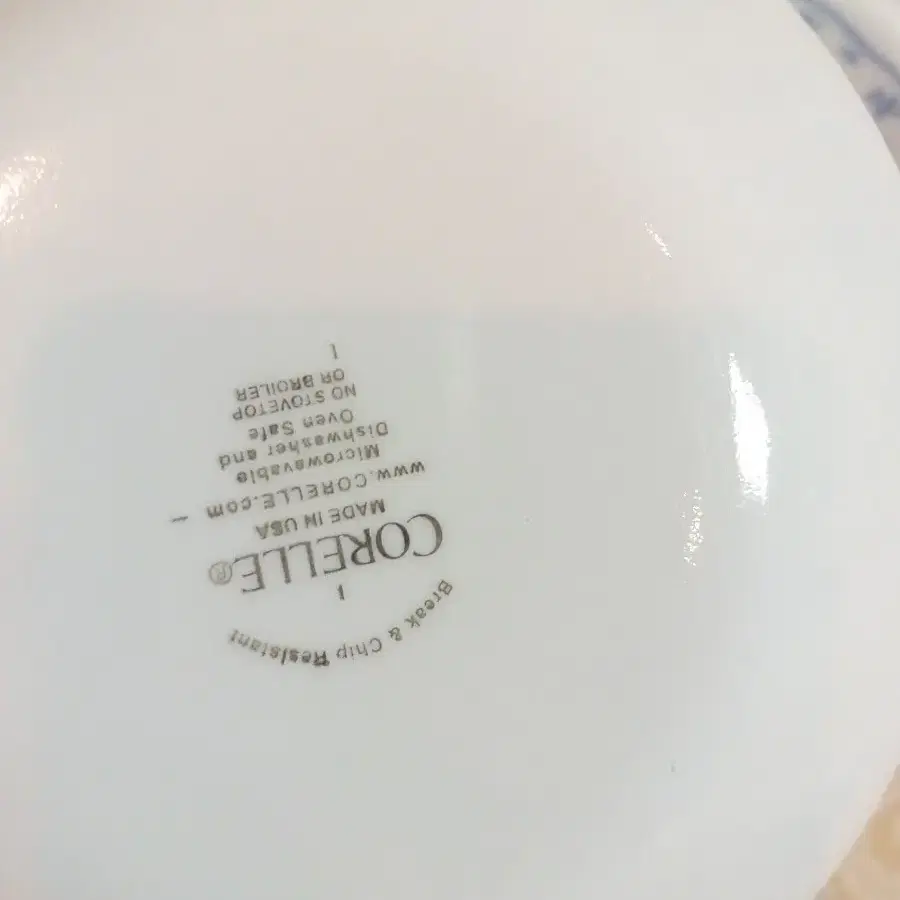 Break & Chip Resistant
CORELLE®
MADE IN USA
www.CORELLE.com
Microwavable
Dishwasher and
Oven Safe
NO STOVETOP
OR BROILER
1